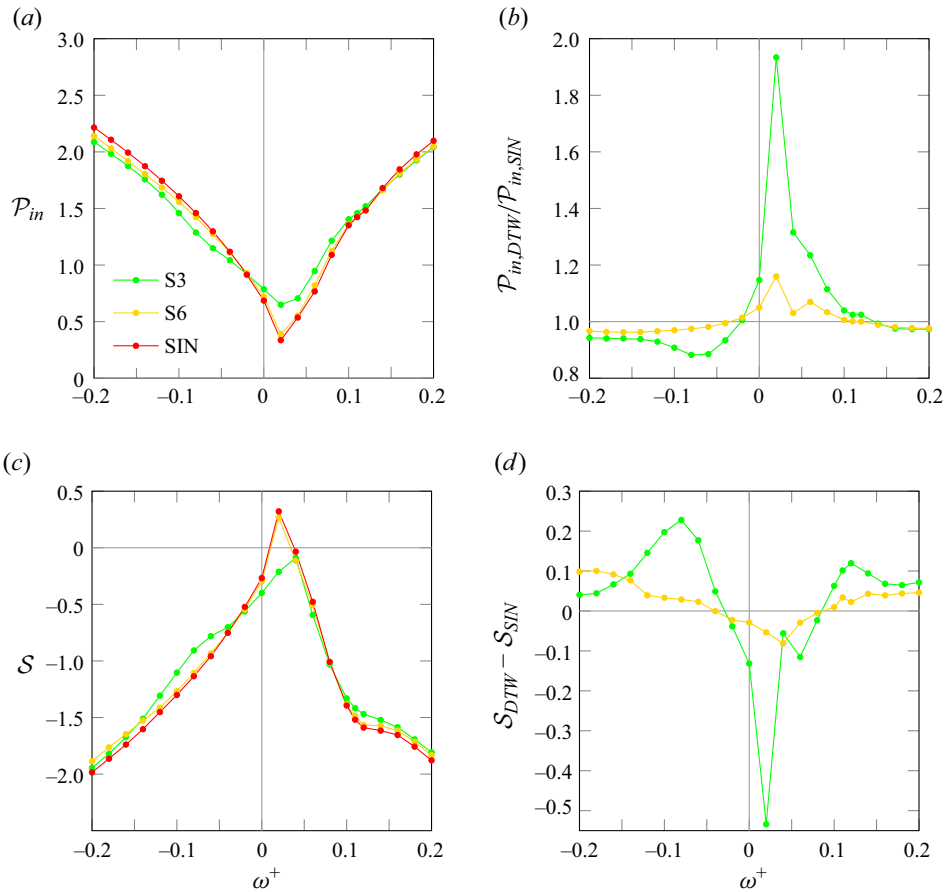 (a)
3.0
2.5
2.0
1.5
1.0
0.5
0
P_in
S3
S6
SIN
–0.2 –0.1 0 0.1 0.2
(b)
2.0
1.8
1.6
1.4
1.2
1.0
0.8
P_in,DTW/P_in,SIN
–0.2 –0.1 0 0.1 0.2
(c)
0.5
0
–0.5
–1.0
–1.5
–2.0
S
–0.2 –0.1 0 0.1 0.2
ω+
(d)
0.3
0.2
0.1
0
–0.1
–0.2
–0.3
–0.4
–0.5
S_DTW – S_SIN
–0.2 –0.1 0 0.1 0.2
ω+